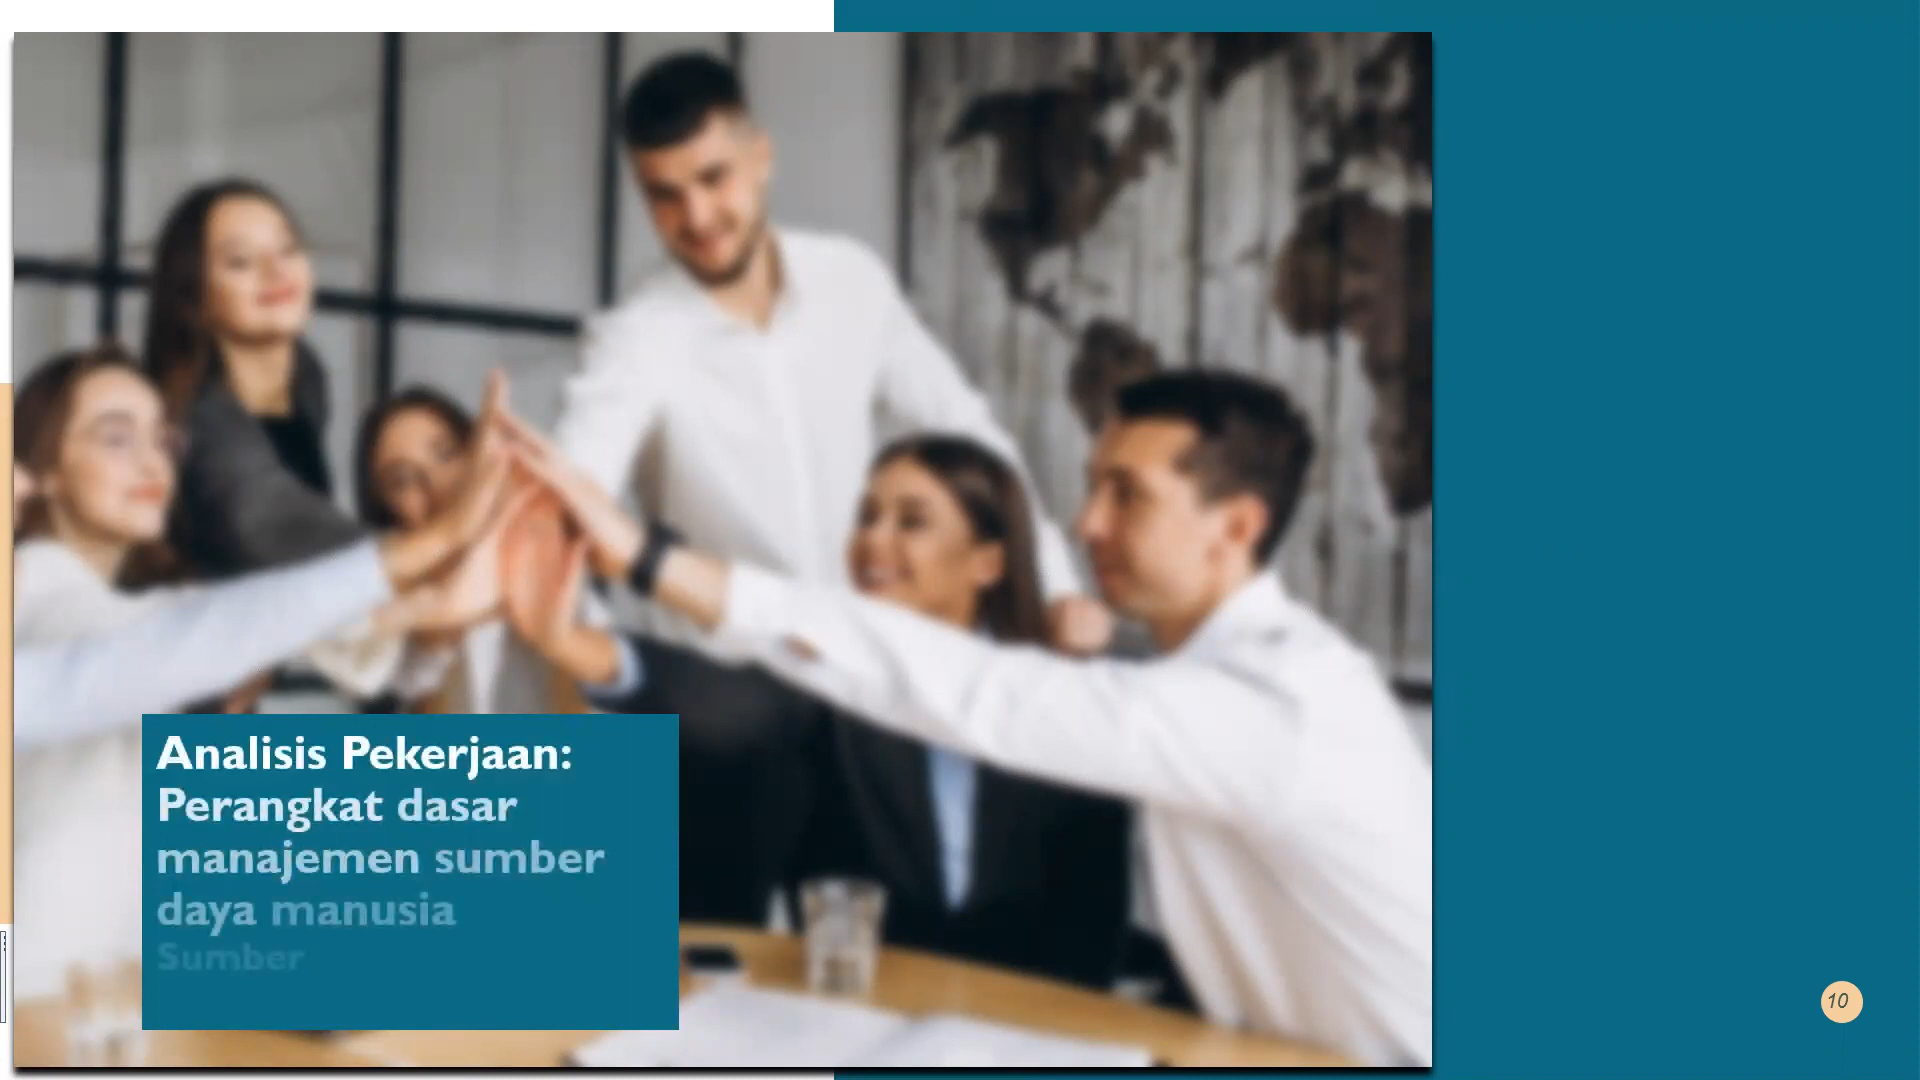 Analisis Pekerjaan:
Perangkat dasar
manajemen sumber
daya manusia
Sumber
10